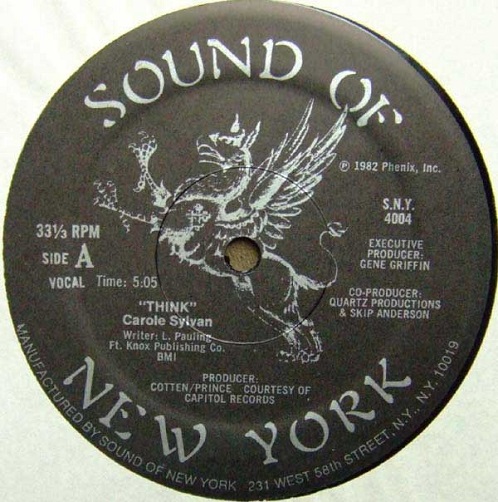 SOUND OF
℗ 1982 Phenix, Inc.
S.N.Y.
4004
33⅓ RPM
SIDE A
VOCAL Time: 5:05
EXECUTIVE
PRODUCER:
GENE GRIFFIN
CO-PRODUCER:
QUARTZ PRODUCTIONS
& SKIP ANDERSON
"THINK"
Carole Sylvan
Writer: L. Pauling
Ft. Knox Publishing Co.
BMI
PRODUCER:
COTTEN/PRINCE COURTESY OF
CAPITOL RECORDS
NEW YORK
MANUFACTURED BY SOUND OF NEW YORK 231 WEST 58th STREET, N.Y., N.Y. 10019